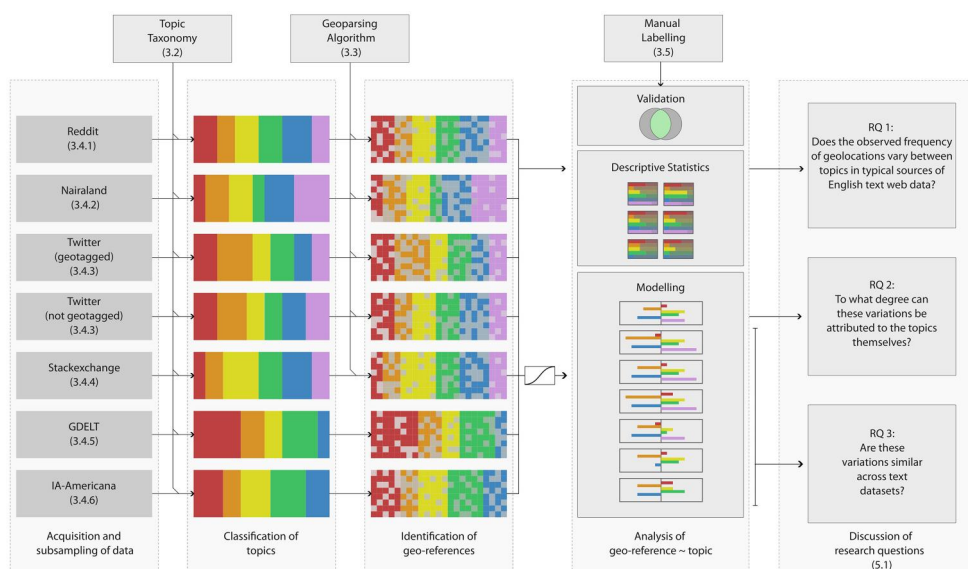 Topic
Taxonomy
(3.2)
Geoparsing
Algorithm
(3.3)
Manual
Labelling
(3.5)
Reddit
(3.4.1)
Nairaland
(3.4.2)
Twitter
(geotagged)
(3.4.3)
Twitter
(not geotagged)
(3.4.3)
Stackexchange
(3.4.4)
GDELT
(3.4.5)
IA-Americana
(3.4.6)
Acquisition and
subsampling of data
Classification of
topics
Identification of
geo-references
Validation
Descriptive Statistics
Modelling
Analysis of
geo-reference ~ topic
RQ 1:
Does the observed frequency
of geolocations vary between
topics in typical sources of
English text web data?
RQ 2:
To what degree can
these variations be
attributed to the topics
themselves?
RQ 3:
Are these
variations similar
across text
datasets?
Discussion of
research questions
(5.1)